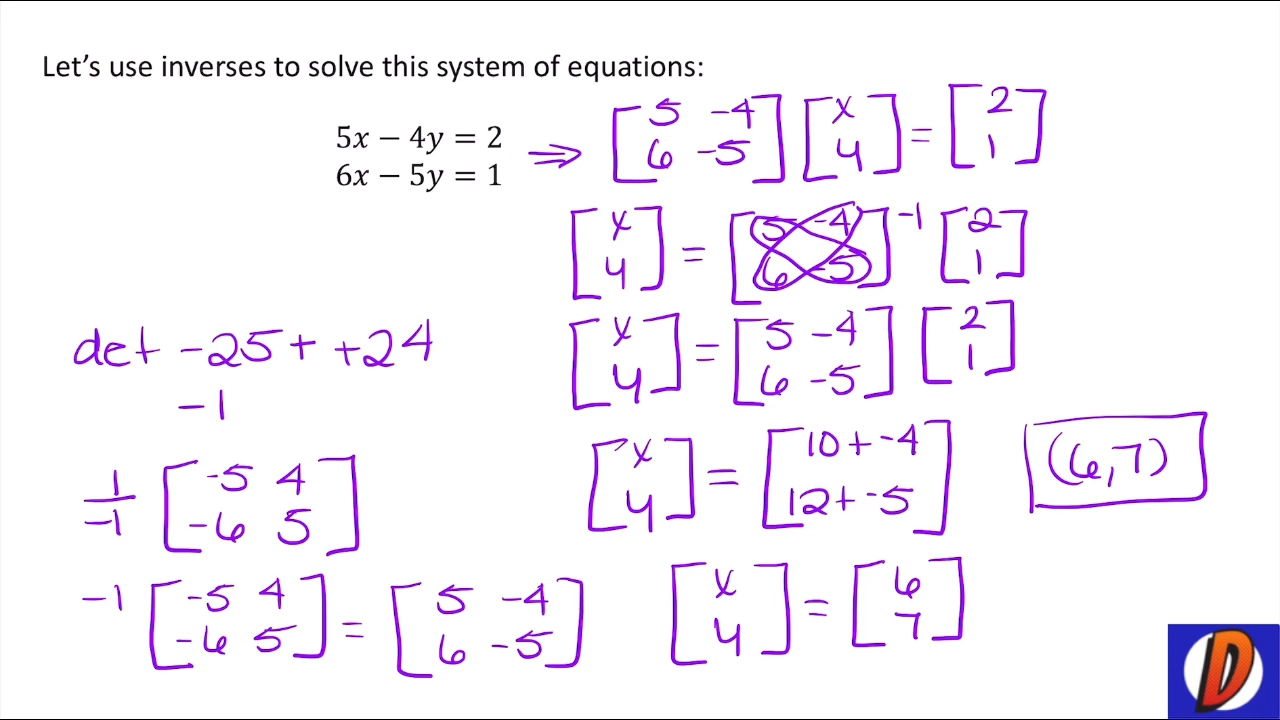 Let's use inverses to solve this system of equations:
5x − 4y = 2 ⇒ [5 -4] [x] = [2]
6x − 5y = 1 [6 -5] [y] [1]
[x] = [5 -4] -1 [2]
[y] [6 -5] [1]
det -25 + +24
-1
[x] = [5 -4] [2]
[y] [6 -5] [1]
1 [-5 4]
-1 [-6 5]
[x] = [10 + -4]
[y] [12 + -5]
(6,7)
-1 [-5 4] = [5 -4]
[-6 5] [6 -5]
[x] = [6]
[y] [7]
D